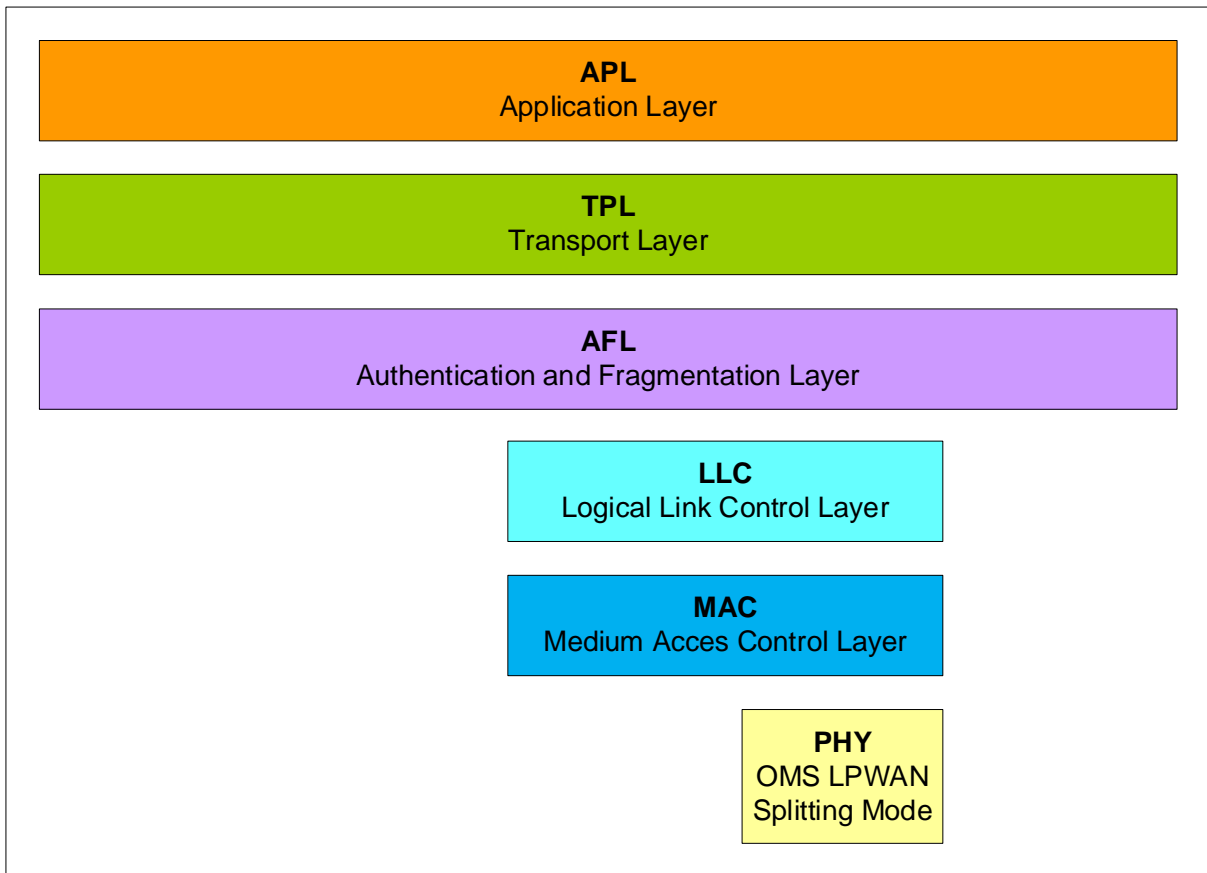 APL
Application Layer
TPL
Transport Layer
AFL
Authentication and Fragmentation Layer
LLC
Logical Link Control Layer
MAC
Medium Acces Control Layer
PHY
OMS LPWAN
Splitting Mode